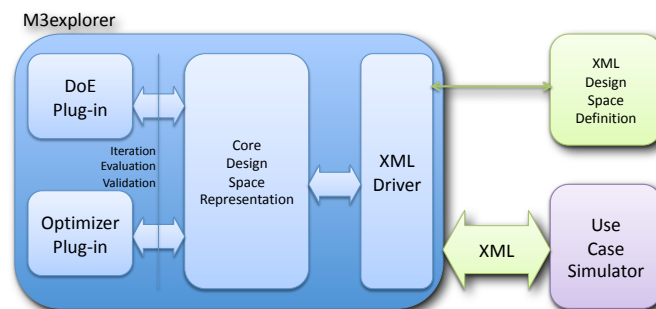 M3explorer
DoE
Plug-in
Iteration
Evaluation
Validation
Optimizer
Plug-in
Core
Design
Space
Representation
XML
Driver
XML
Design
Space
Definition
XML
Use
Case
Simulator